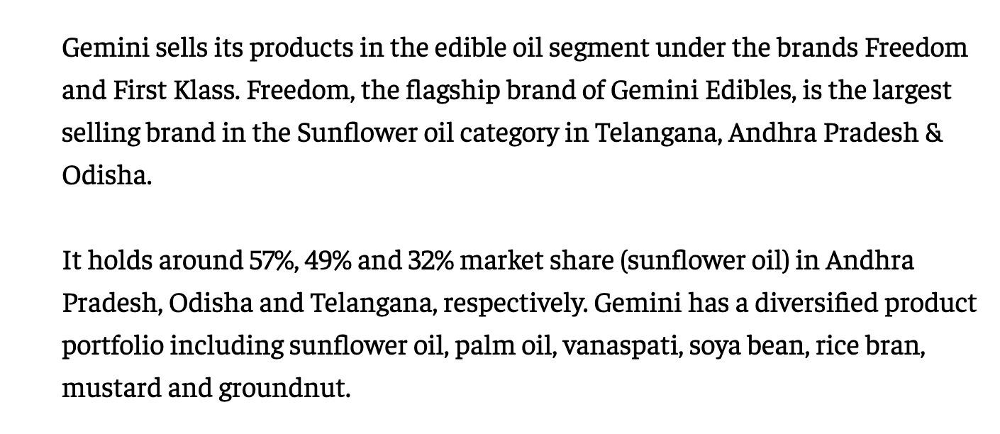 Gemini sells its products in the edible oil segment under the brands Freedom
and First Klass. Freedom, the flagship brand of Gemini Edibles, is the largest
selling brand in the Sunflower oil category in Telangana, Andhra Pradesh &
Odisha.
It holds around 57%, 49% and 32% market share (sunflower oil) in Andhra
Pradesh, Odisha and Telangana, respectively. Gemini has a diversified product
portfolio including sunflower oil, palm oil, vanaspati, soya bean, rice bran,
mustard and groundnut.